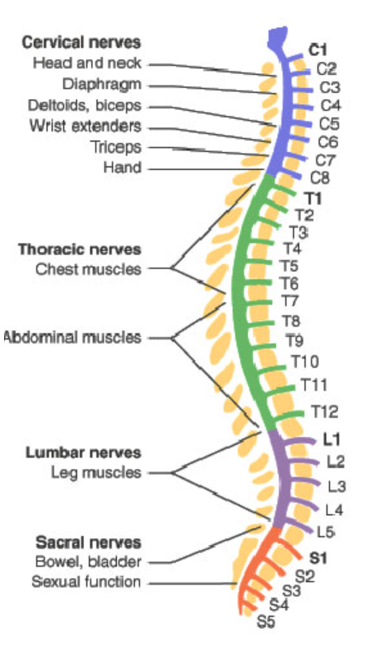 Cervical nerves
Head and neck
Diaphragm
Deltoids, biceps
Wrist extenders
Triceps
Hand
Thoracic nerves
Chest muscles
Abdominal muscles
Lumbar nerves
Leg muscles
Sacral nerves
Bowel, bladder
Sexual function
C1
C2
C3
C4
C5
C6
C7
C8
T1
T2
T3
T4
T5
T6
T7
T8
T9
T10
T11
T12
L1
L2
L3
L4
L5
S1
S2
S3
S4
S5